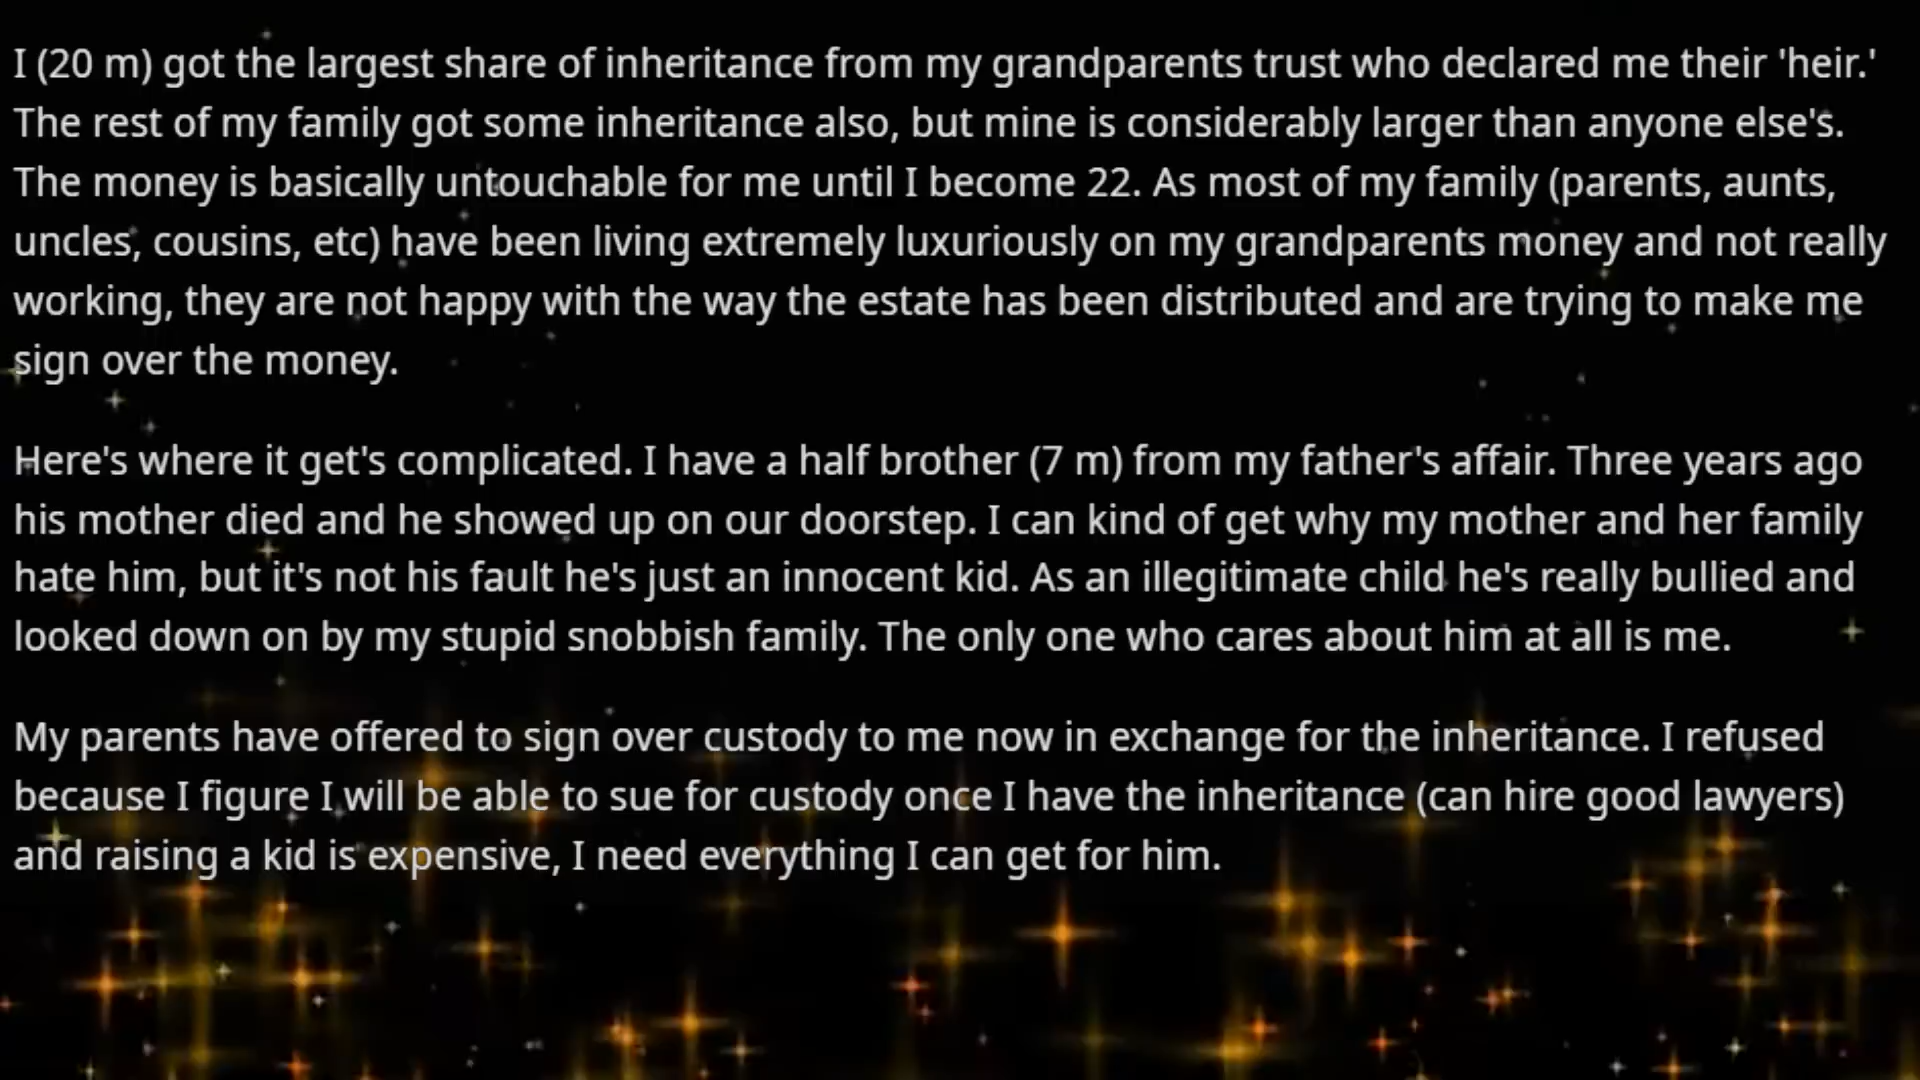 I (20 m) got the largest share of inheritance from my grandparents trust who declared me their 'heir.'
The rest of my family got some inheritance also, but mine is considerably larger than anyone else's.
The money is basically untouchable for me until I become 22. As most of my family (parents, aunts,
uncles, cousins, etc) have been living extremely luxuriously on my grandparents money and not really
working, they are not happy with the way the estate has been distributed and are trying to make me
sign over the money.
Here's where it get's complicated. I have a half brother (7 m) from my father's affair. Three years ago
his mother died and he showed up on our doorstep. I can kind of get why my mother and her family
hate him, but it's not his fault he's just an innocent kid. As an illegitimate child he's really bullied and
looked down on by my stupid snobbish family. The only one who cares about him at all is me.
My parents have offered to sign over custody to me now in exchange for the inheritance. I refused
because I figure I will be able to sue for custody once I have the inheritance (can hire good lawyers)
and raising a kid is expensive, I need everything I can get for him.